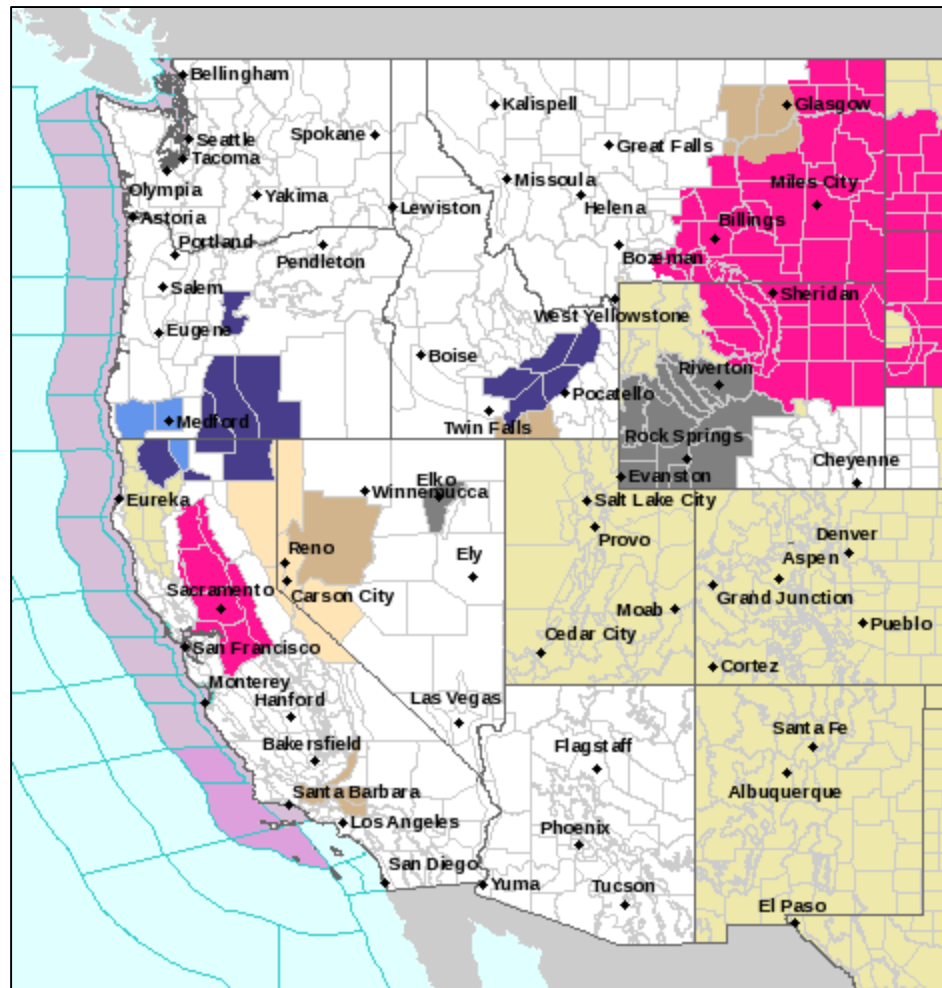 Bellingham
Kalispell
Glasgow
Seattle
Spokane
Great Falls
Tacoma
Missoula
Miles City
Olympia
Yakima
Helena
Lewiston
Astoria
Billings
Portland
Pendleton
Bozeman
Salem
Sheridan
West Yellowstone
Eugene
Boise
Riverton
Pocatello
Medford
Twin Falls
Rock Springs
Cheyenne
Elko
Evanston
Eureka
Winnemucca
Salt Lake City
Provo
Denver
Reno
Ely
Aspen
Sacramento
Carson City
Grand Junction
Moab
Pueblo
Cedar City
San Francisco
Cortez
Monterey
Hanford
Las Vegas
Santa Fe
Bakersfield
Flagstaff
Albuquerque
Santa Barbara
Los Angeles
Phoenix
San Diego
Yuma
Tucson
El Paso